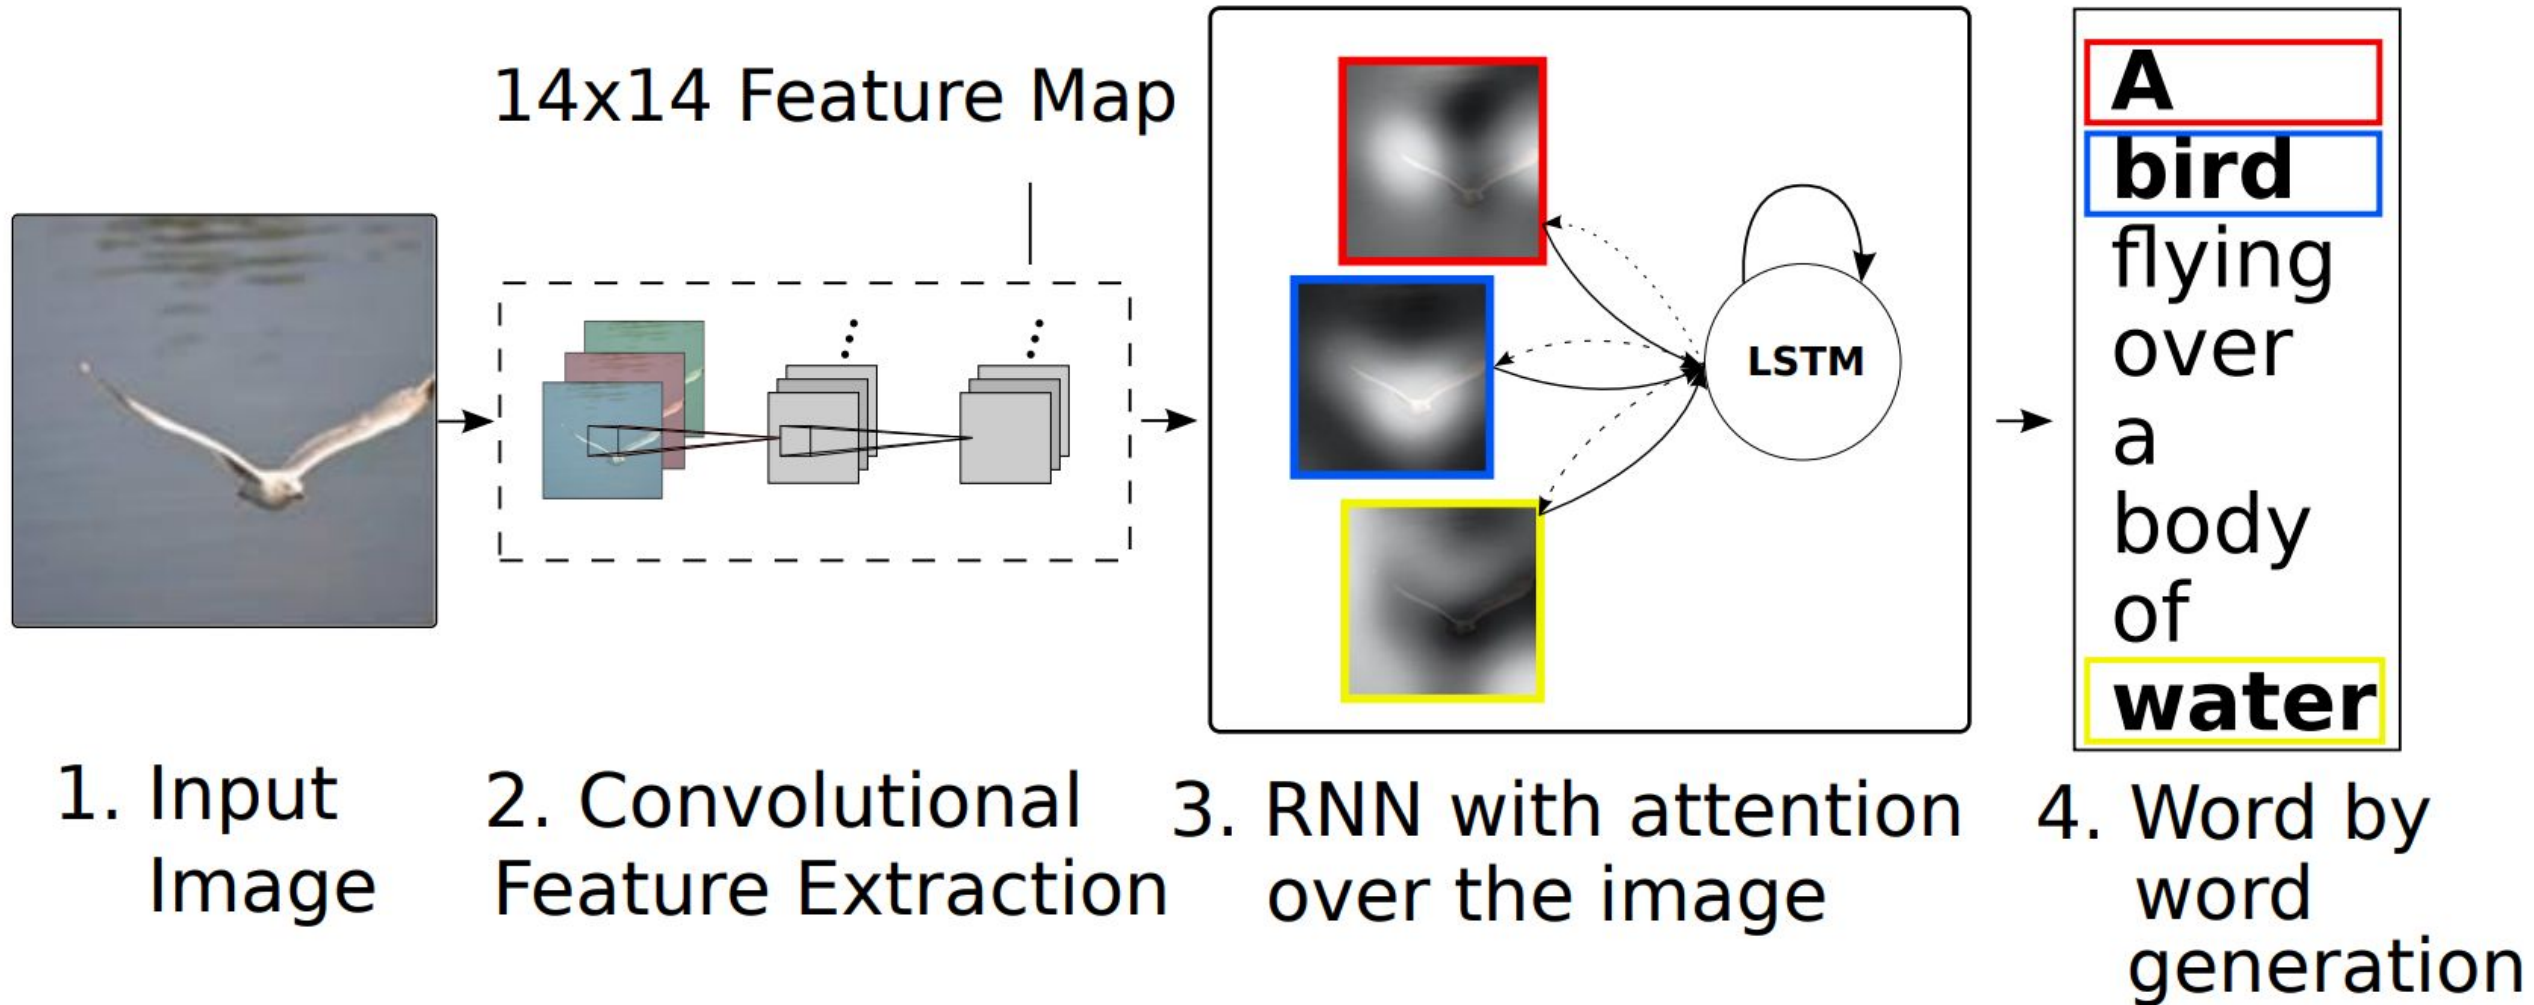 14x14 Feature Map
LSTM
A
bird
flying
over
a
body
of
water
1. Input
Image
2. Convolutional
Feature Extraction
3. RNN with attention
over the image
4. Word by
word
generation